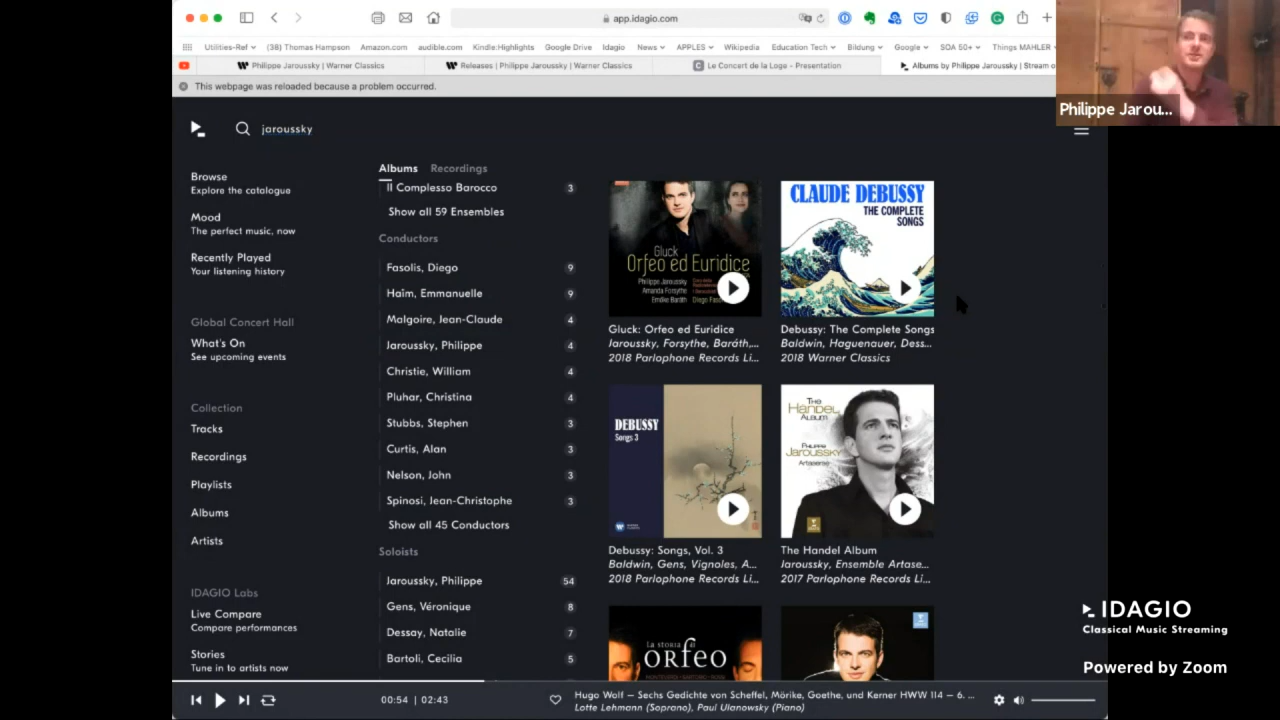 app.idagio.com
Utilities-Ref
(38) Thomas Hampson
Amazon.com
audible.com
Kindle:Highlights
Google Drive
Idagio
News
APPLES
Wikipedia
Education Tech
Bildung
Google
SOA 50+
Things MAHLER
Philippe Jaroussky | Warner Classics
Releases | Philippe Jaroussky | Warner Classics
Le Concert de la Loge - Presentation
Albums by Philippe Jaroussky | Stream o
This webpage was reloaded because a problem occurred.
Philippe Jarou...
jaroussky
Browse
Explore the catalogue
Mood
The perfect music, now
Recently Played
Your listening history
Global Concert Hall
What's On
See upcoming events
Collection
Tracks
Recordings
Playlists
Albums
Artists
IDAGIO Labs
Live Compare
Compare performances
Stories
Tune in to artists now
Albums Recordings
Il Complesso Barocco 3
Show all 59 Ensembles
Conductors
Fasolis, Diego 9
Haïm, Emmanuelle 9
Malgoire, Jean-Claude 4
Jaroussky, Philippe 4
Christie, William 4
Pluhar, Christina 4
Stubbs, Stephen 3
Curtis, Alan 3
Nelson, John 3
Spinosi, Jean-Christophe 3
Show all 45 Conductors
Soloists
Jaroussky, Philippe 54
Gens, Véronique 8
Dessay, Natalie 7
Bartoli, Cecilia 5
Gluck
Orfeo ed Euridice
Philippe Jaroussky
Amanda Forsythe
Emőke Baráth
Gluck: Orfeo ed Euridice
Jaroussky, Forsythe, Baráth,...
2018 Parlophone Records Li...
CLAUDE DEBUSSY
THE COMPLETE
SONGS
Debussy: The Complete Songs
Baldwin, Haguenauer, Dess...
2018 Warner Classics
DEBUSSY
Songs 3
Debussy: Songs, Vol. 3
Baldwin, Gens, Vignoles, A...
2018 Parlophone Records Li...
The
Handel
Album
Philippe
Jaroussky
Artaserse
The Handel Album
Jaroussky, Ensemble Artase...
2017 Parlophone Records Li...
La storia di
orfeo
00:54 | 02:43
Hugo Wolf – Sechs Gedichte von Scheffel, Mörike, Goethe, und Kerner HWW 114 – 6. ...
Lotte Lehmann (Soprano), Paul Ulanowsky (Piano)
IDAGIO
Classical Music Streaming
Powered by Zoom